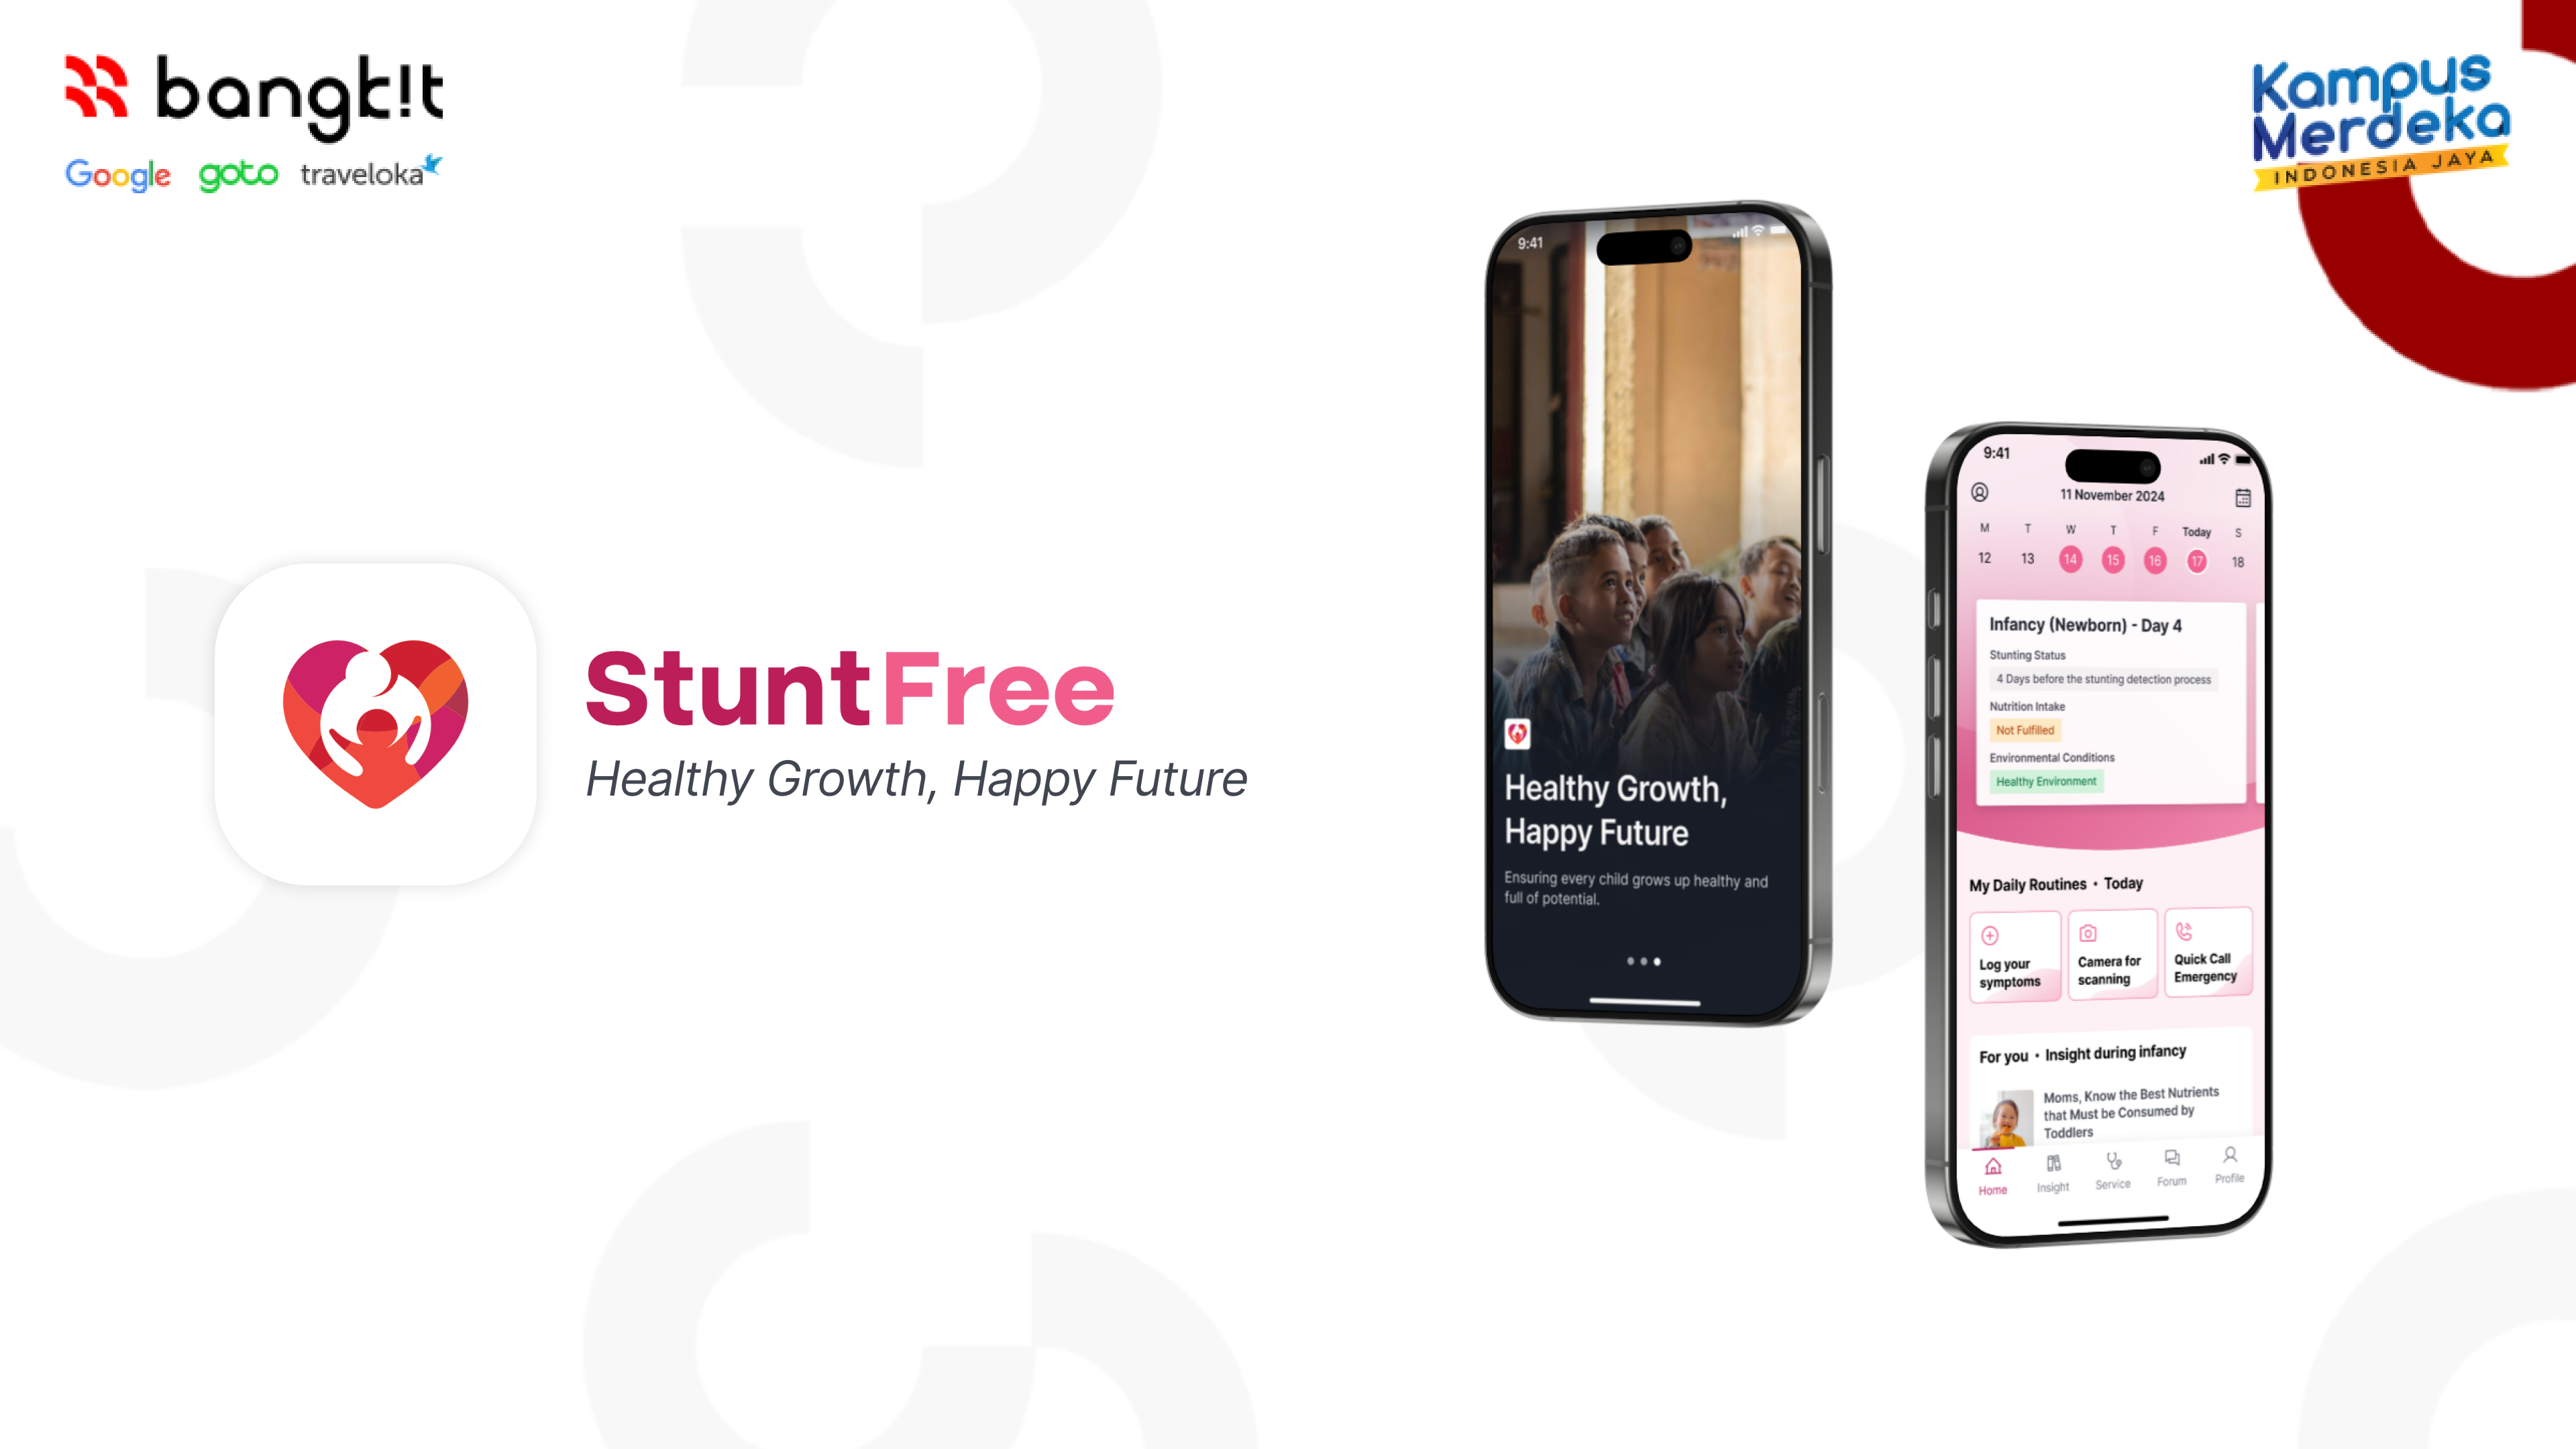 bangk!t
Google goto traveloka
Kampus
Merdeka
INDONESIA JAYA
StuntFree
Healthy Growth, Happy Future
9:41
Healthy Growth,
Happy Future
Ensuring every child grows up healthy and
full of potential.
9:41
11 November 2024
M T W T F Today S
12 13 14 15 16 17 18
Infancy (Newborn) - Day 4
Stunting Status
4 Days before the stunting detection process
Nutrition Intake
Not Fulfilled
Environmental Conditions
Healthy Environment
My Daily Routines • Today
Log your
symptoms
Camera for
scanning
Quick Call
Emergency
For you • Insight during infancy
Moms, Know the Best Nutrients
that Must be Consumed by
Toddlers
Home Insight Service Forum Profile